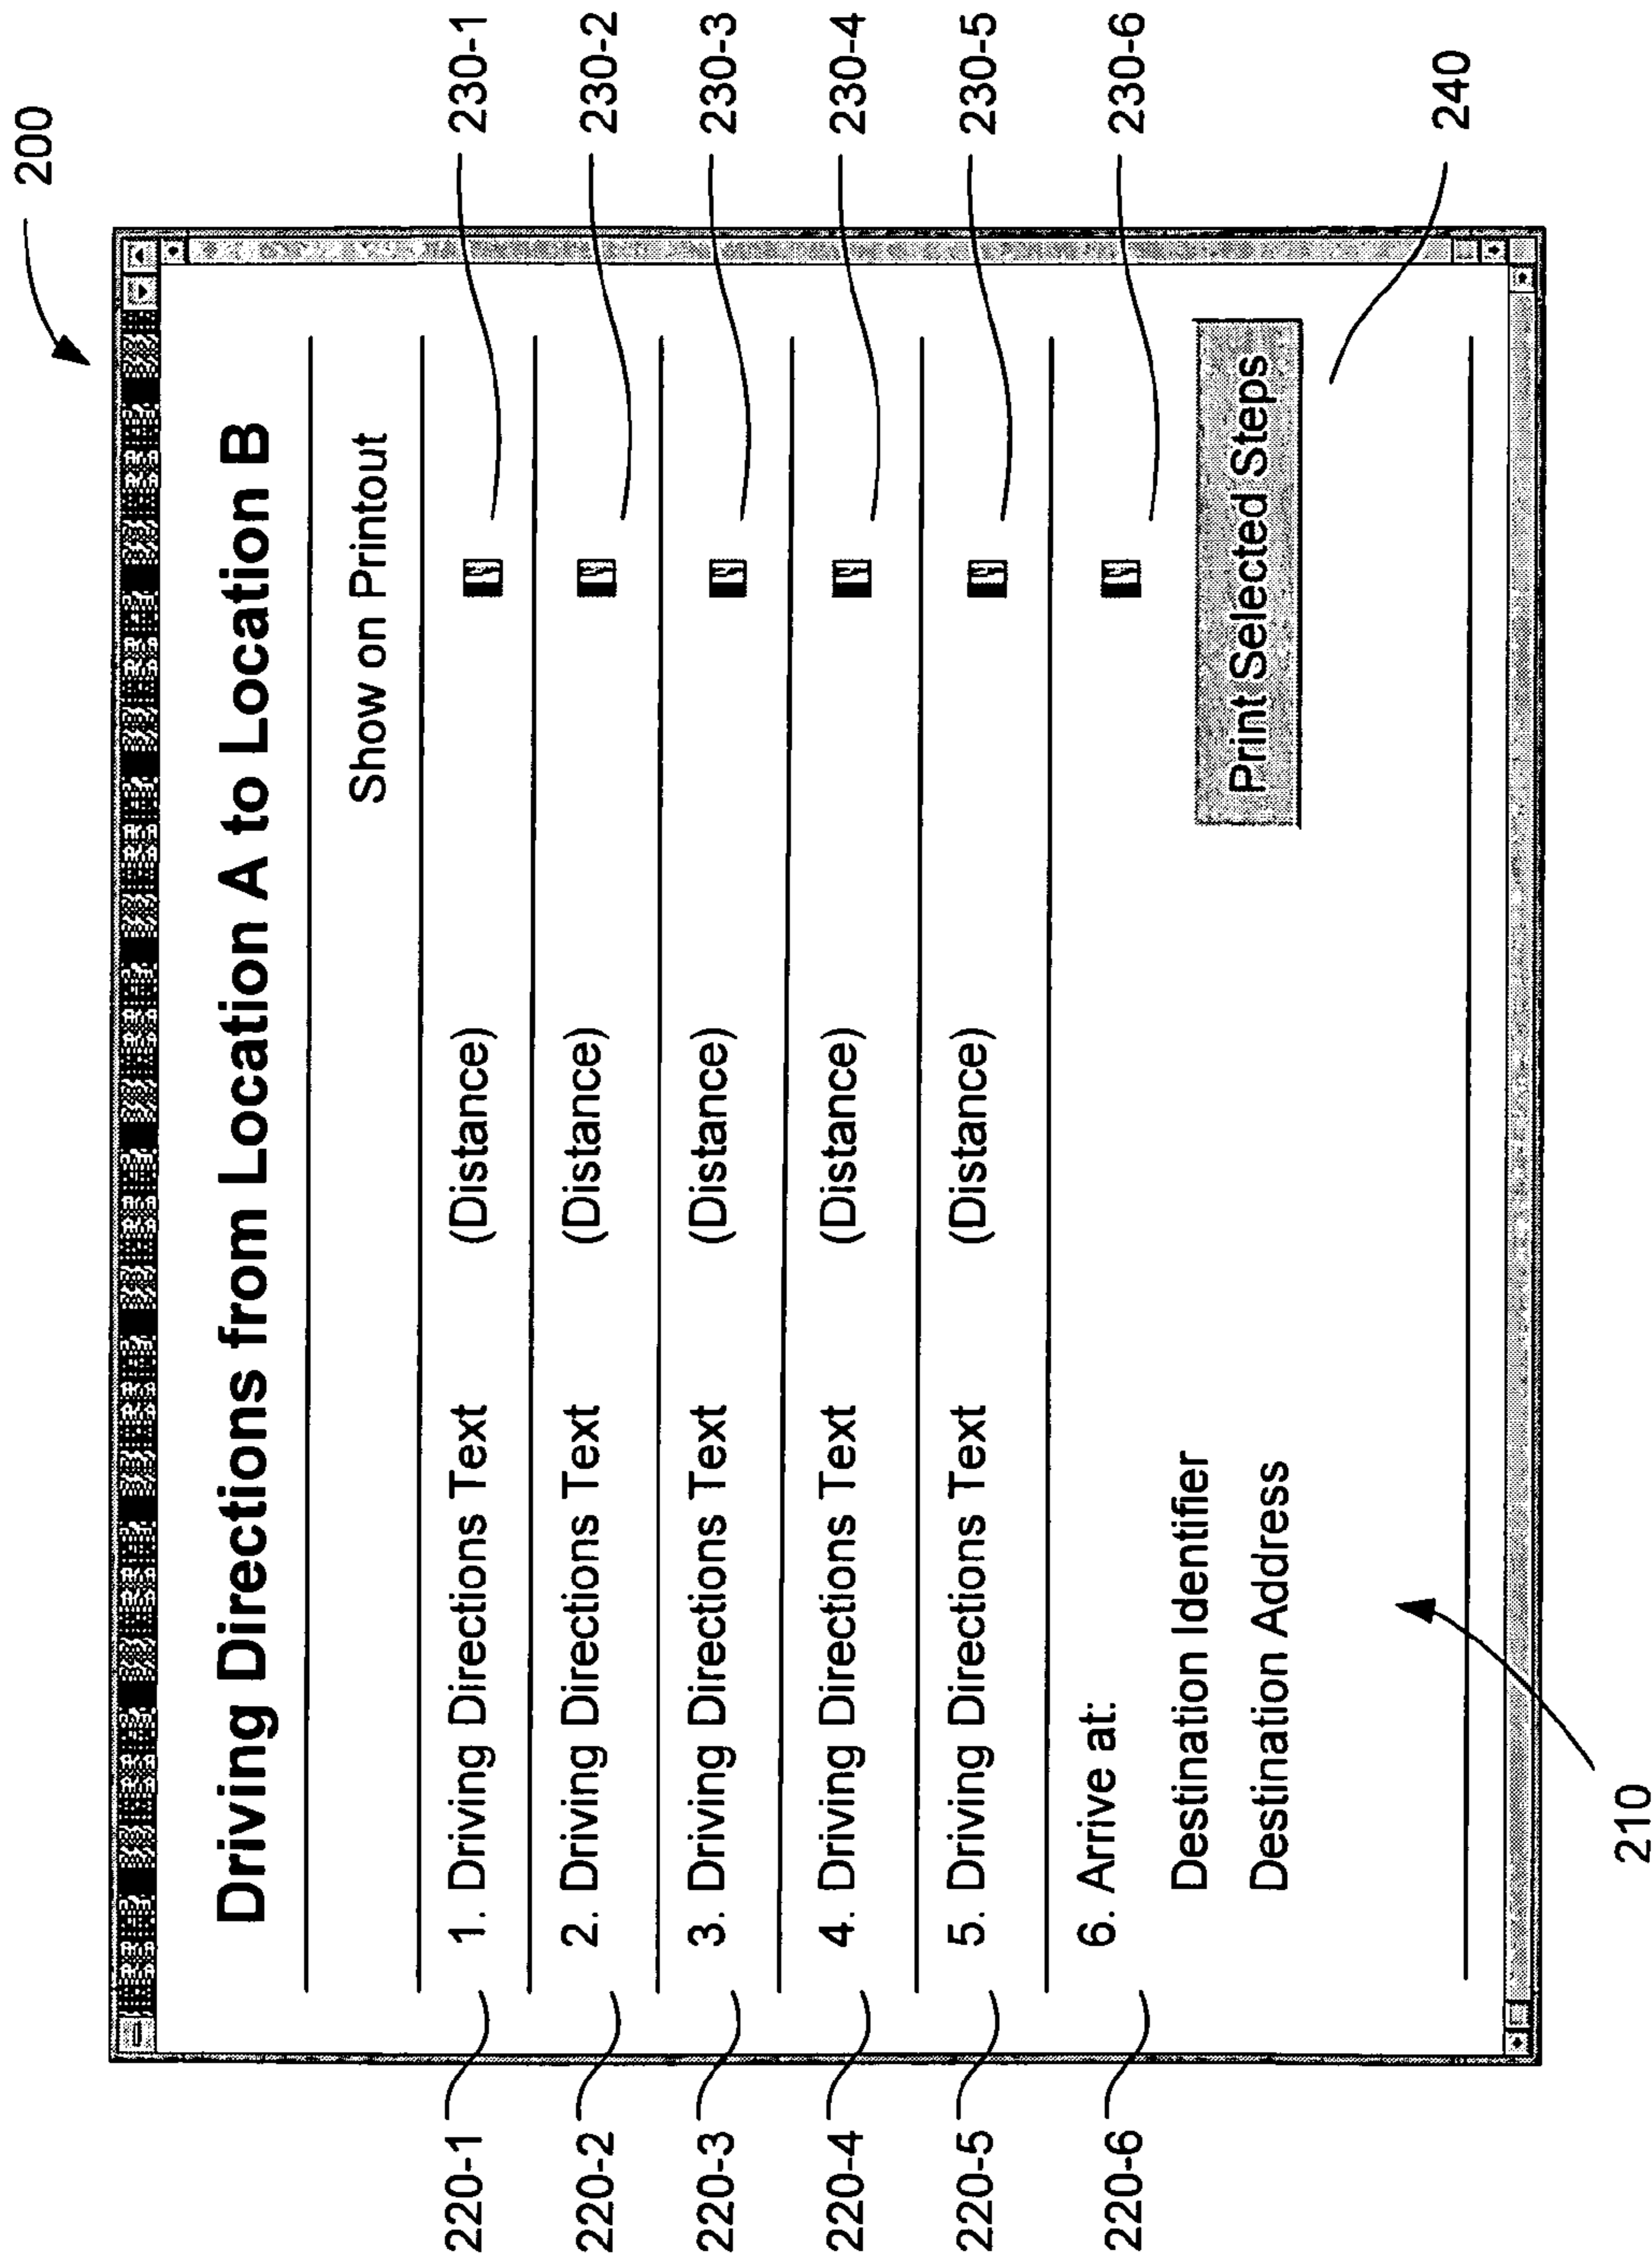 200
Driving Directions from Location A to Location B
Show on Printout
220-1 1. Driving Directions Text (Distance) 230-1
220-2 2. Driving Directions Text (Distance) 230-2
220-3 3. Driving Directions Text (Distance) 230-3
220-4 4. Driving Directions Text (Distance) 230-4
220-5 5. Driving Directions Text (Distance) 230-5
220-6 6. Arrive at: 230-6
Destination Identifier
Destination Address
Print Selected Steps
240
210